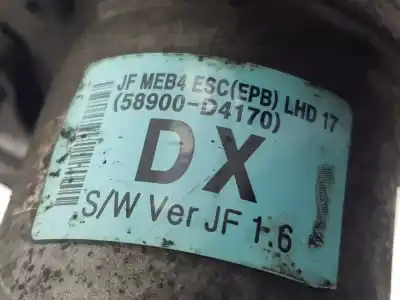 JF MEB4 ESC(EPB) LHD 17
(58900-D4170)
DX
S/W Ver JF 1.6